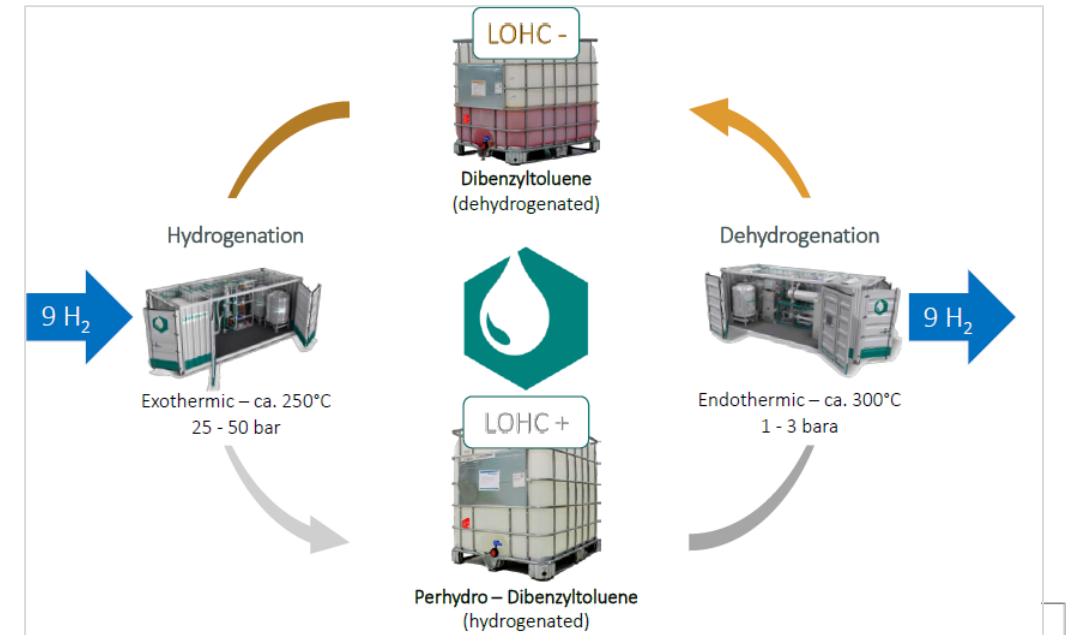 LOHC -
Dibenzyltoluene
(dehydrogenated)
Hydrogenation
Dehydrogenation
9 H₂
9 H₂
Exothermic – ca. 250°C
25 - 50 bar
Endothermic – ca. 300°C
1 - 3 bara
LOHC +
Perhydro – Dibenzyltoluene
(hydrogenated)